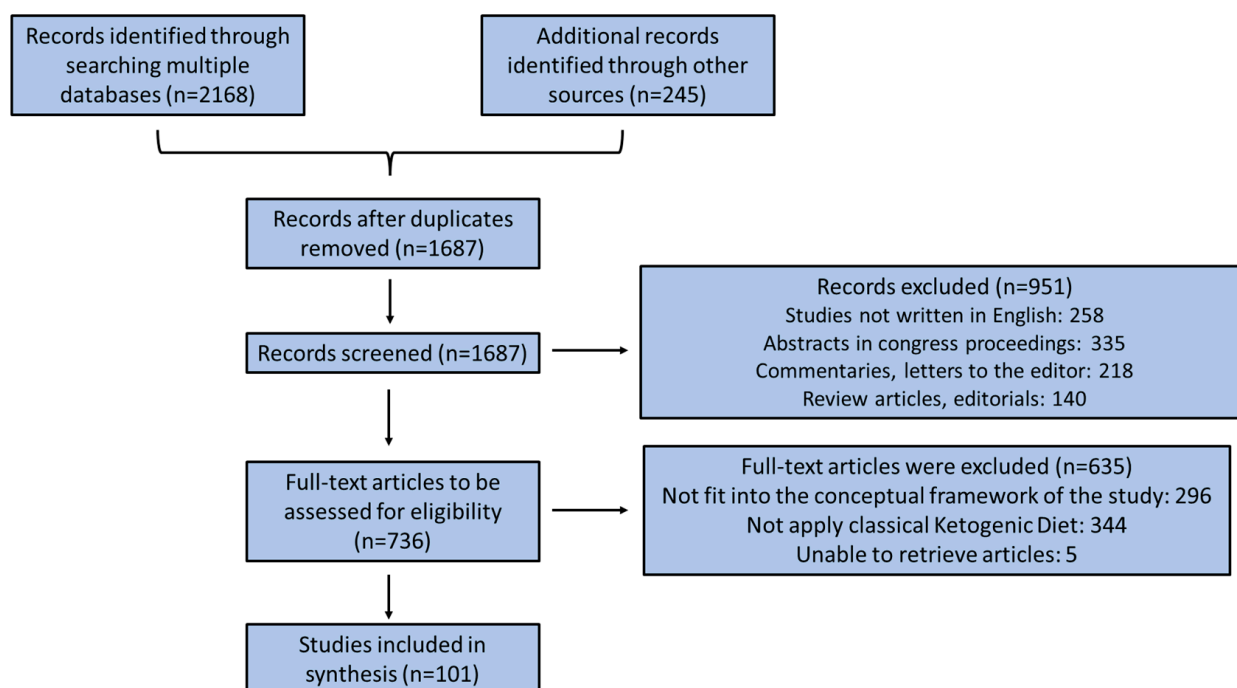 Records identified through
searching multiple
databases (n=2168)
Additional records
identified through other
sources (n=245)
Records after duplicates
removed (n=1687)
Records screened (n=1687)
Records excluded (n=951)
Studies not written in English: 258
Abstracts in congress proceedings: 335
Commentaries, letters to the editor: 218
Review articles, editorials: 140
Full-text articles to be
assessed for eligibility
(n=736)
Full-text articles were excluded (n=635)
Not fit into the conceptual framework of the study: 296
Not apply classical Ketogenic Diet: 344
Unable to retrieve articles: 5
Studies included in
synthesis (n=101)